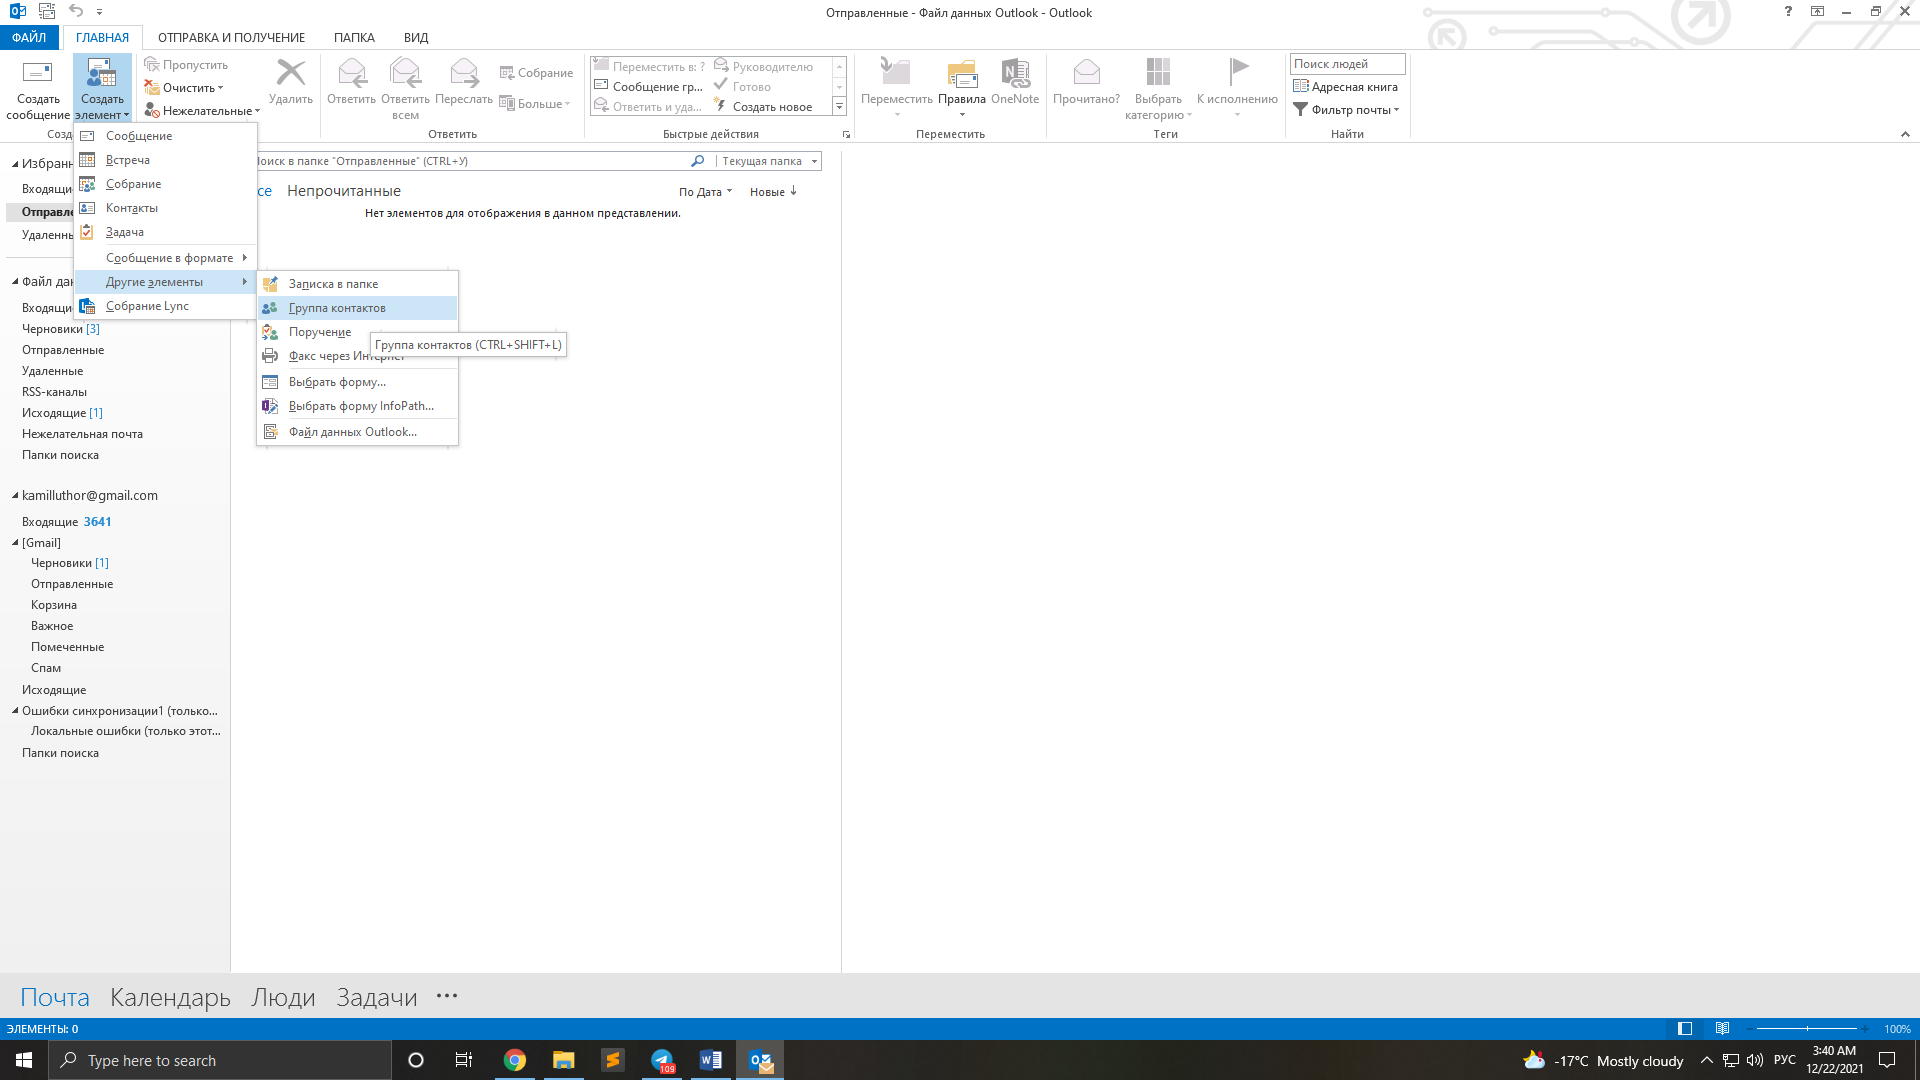 Отправленные - Файл данных Outlook - Outlook
ФАЙЛ
ГЛАВНАЯ
ОТПРАВКА И ПОЛУЧЕНИЕ
ПАПКА
ВИД
Создать сообщение
Создать элемент
Пропустить
Очистить
Нежелательные
Удалить
Ответить
Ответить всем
Переслать
Собрание
Больше
Ответить
Переместить в: ?
Сообщение гр...
Ответить и уда...
Руководителю
Готово
Создать новое
Быстрые действия
Переместить
Правила
OneNote
Переместить
Прочитано?
Выбрать категорию
К исполнению
Теги
Поиск людей
Адресная книга
Фильтр почты
Найти
Сообщение
Встреча
Собрание
Контакты
Задача
Сообщение в формате
Другие элементы
Собрание Lync
Записка в папке
Группа контактов
Поручение
Факс через Интернет
Выбрать форму...
Выбрать форму InfoPath...
Файл данных Outlook...
Группа контактов (CTRL+SHIFT+L)
Поиск в папке "Отправленные" (CTRL+У)
Текущая папка
се
Непрочитанные
По Дата
Новые
Нет элементов для отображения в данном представлении.
Избранн
Входящи
Отправле
Удаленнь
Файл дан
Входящи
Черновики [3]
Отправленные
Удаленные
RSS-каналы
Исходящие [1]
Нежелательная почта
Папки поиска
kamilluthor@gmail.com
Входящие 3641
[Gmail]
Черновики [1]
Отправленные
Корзина
Важное
Помеченные
Спам
Исходящие
Ошибки синхронизации1 (только...
Локальные ошибки (только этот...
Папки поиска
Почта
Календарь
Люди
Задачи
ЭЛЕМЕНТЫ: 0
100%
Type here to search
109
-17°C Mostly cloudy
РУС
3:40 AM
12/22/2021